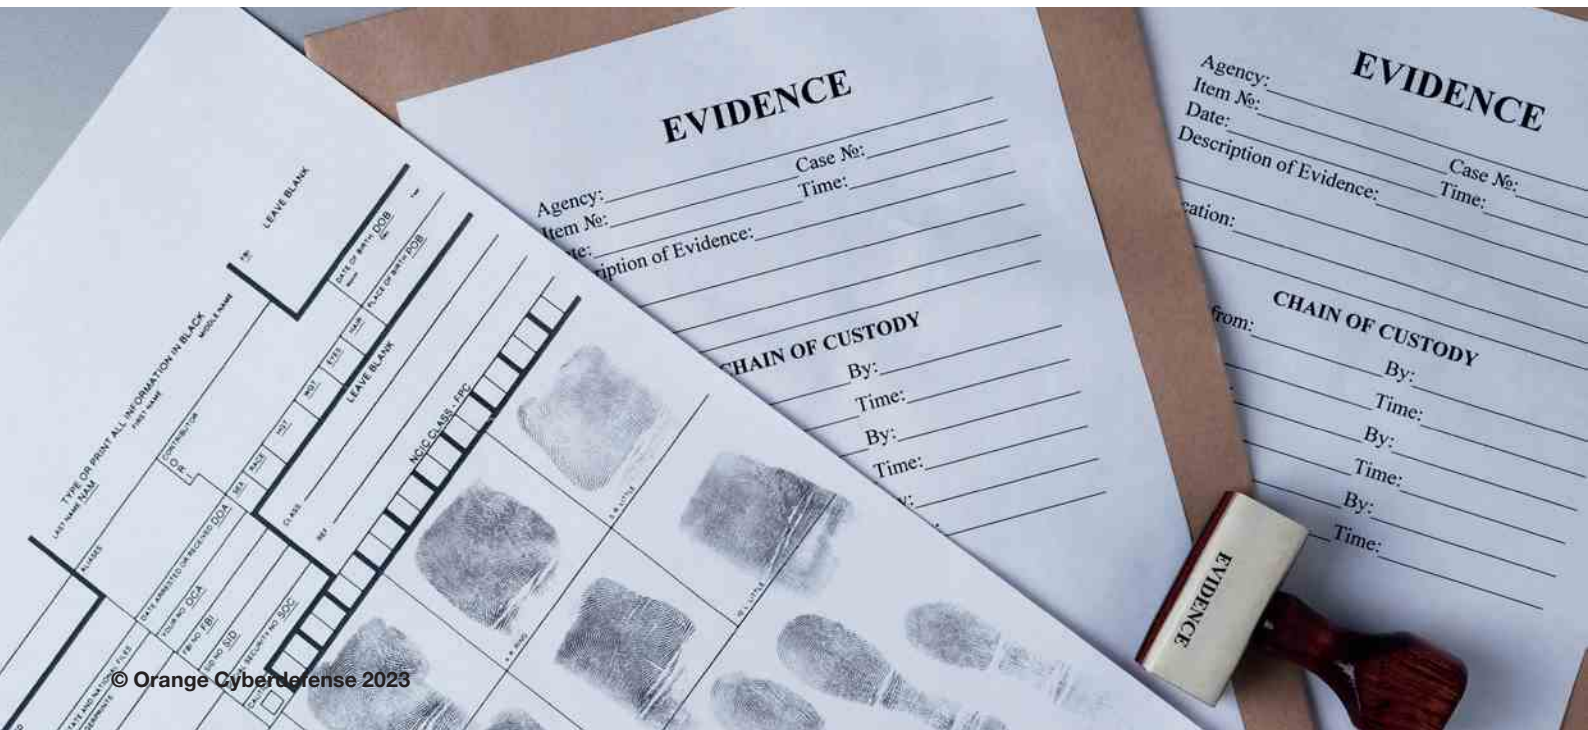 LEAVE BLANK
FBI
TYPE OR PRINT ALL INFORMATION IN BLACK
LAST NAME NAM
FIRST NAME
MIDDLE NAME
ALIASES
CONTRIBUTOR
O
R
I
DATE OF BIRTH DOB
PLACE OF BIRTH POB
SEX
RACE
HGT
WGT
EYES
HAIR
DATE ARRESTED OR RECEIVED DOA
YOUR NO. OCA
FBI NO. FBI
SID NO. SID
SOCIAL SECURITY NO. SOC
LEAVE BLANK
CLASS
REF.
NCIC CLASS - FPC
EVIDENCE
Agency:
Case №:
Item №:
Time:
te:
ription of Evidence:
CHAIN OF CUSTODY
By:
Time:
By:
Time:
EVIDENCE
Agency:
Item №:
Case №:
Date:
Time:
Description of Evidence:
cation:
CHAIN OF CUSTODY
from:
By:
Time:
By:
Time:
By:
Time:
EVIDENCE
© Orange Cyberdefense 2023